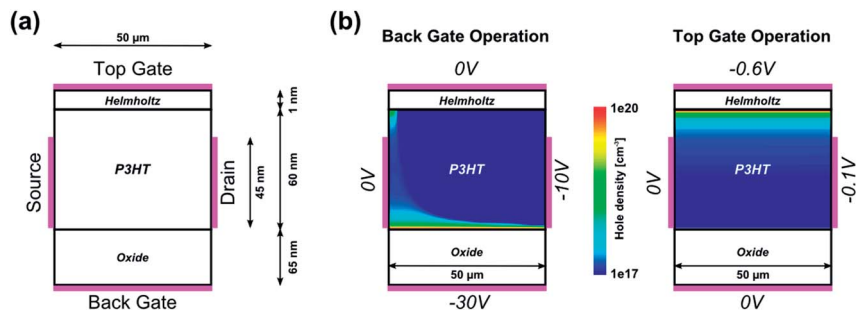 (a)
50 µm
Top Gate
Helmholtz
1 nm
P3HT
Source
Drain
45 nm
60 nm
Oxide
65 nm
Back Gate
(b)
Back Gate Operation
0V
Helmholtz
P3HT
0V
-10V
Oxide
50 µm
-30V
1e20
Hole density [cm⁻³]
1e17
Top Gate Operation
-0.6V
Helmholtz
P3HT
0V
-0.1V
Oxide
50 µm
0V